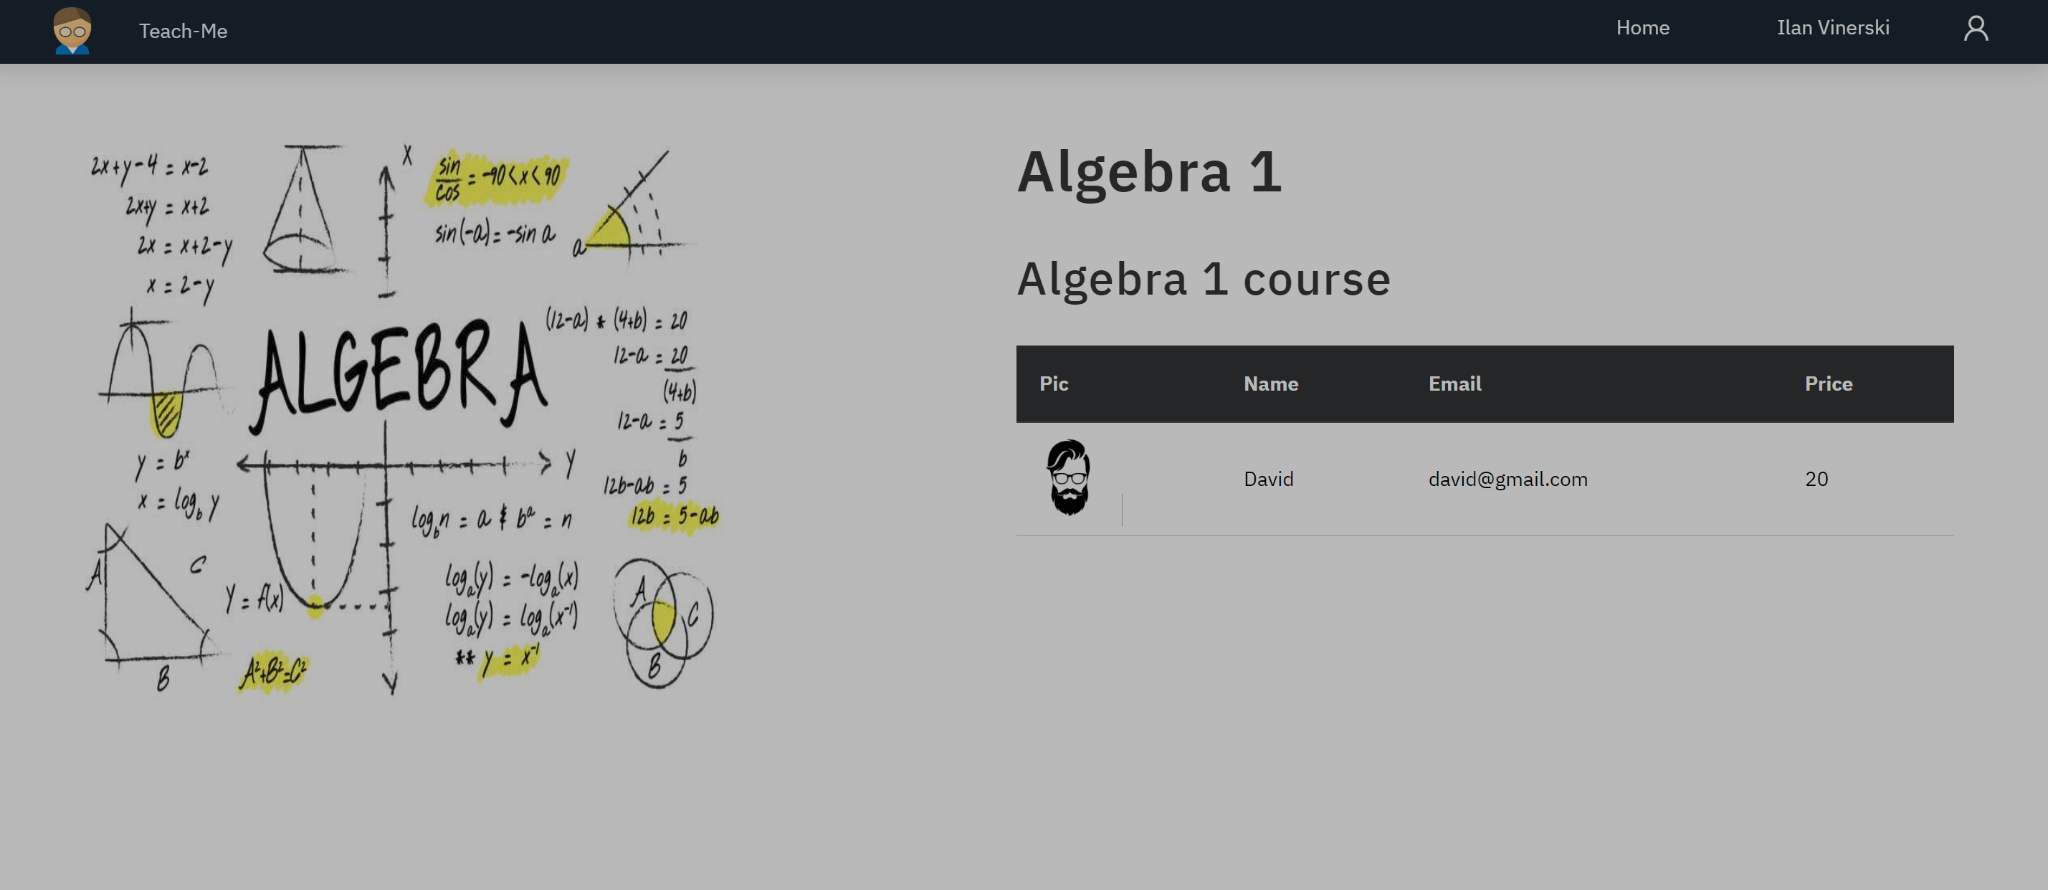 Teach-Me
Home
Ilan Vinerski
2x+y-4 = x-2
2x+y = x+2
2x = x+2-y
x = 2-y
X
sin/cos = -90<x<90
sin(-a)=-sin a
a
ALGEBRA
(12-a) * (4+b) = 20
12-a = 20
(4+b)
12-a = 5
b
12b-ab = 5
12b = 5-ab
y = bˣ
x = log_b y
Y
log_b n = a & bᵃ = n
A
C
B
Y = f(x)
A²+B²=C²
log_a(y) = -log_a(x)
log_a(y) = log_a(x⁻¹)
** y = x⁻¹
Y
A
C
B
Algebra 1
Algebra 1 course
Pic Name Email Price
David david@gmail.com 20